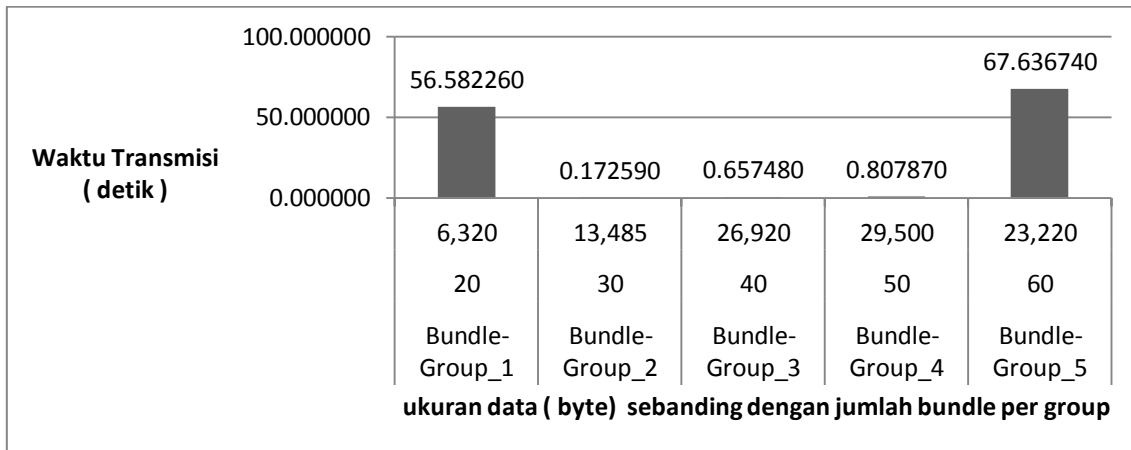 100.000000
56.582260
67.636740
50.000000
Waktu Transmisi
( detik )
0.172590 0.657480 0.807870
0.000000
6,320 13,485 26,920 29,500 23,220
20 30 40 50 60
Bundle- Bundle- Bundle- Bundle- Bundle-
Group_1 Group_2 Group_3 Group_4 Group_5
ukuran data ( byte) sebanding dengan jumlah bundle per group